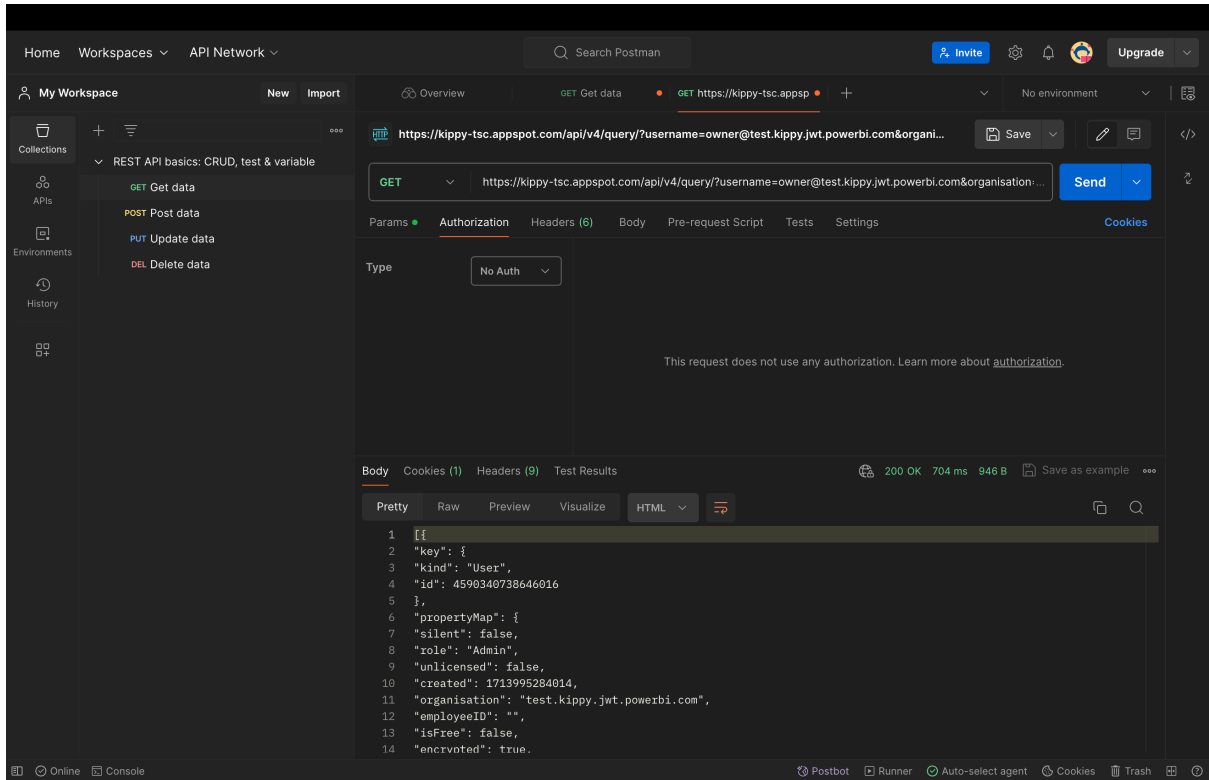 Home Workspaces API Network Search Postman Invite Upgrade
My Workspace New Import Overview GET Get data GET https://kippy-tsc.appsp No environment
Collections
APIs
Environments
History
REST API basics: CRUD, test & variable
GET Get data
POST Post data
PUT Update data
DEL Delete data
HTTP https://kippy-tsc.appspot.com/api/v4/query/?username=owner@test.kippy.jwt.powerbi.com&organi... Save
GET https://kippy-tsc.appspot.com/api/v4/query/?username=owner@test.kippy.jwt.powerbi.com&organisation=... Send
Params Authorization Headers (6) Body Pre-request Script Tests Settings Cookies
Type No Auth
This request does not use any authorization. Learn more about authorization.
Body Cookies (1) Headers (9) Test Results 200 OK 704 ms 946 B Save as example
Pretty Raw Preview Visualize HTML
1 [{
2 "key": {
3 "kind": "User",
4 "id": 4590340738646016
5 },
6 "propertyMap": {
7 "silent": false,
8 "role": "Admin",
9 "unlicensed": false,
10 "created": 1713995284014,
11 "organisation": "test.kippy.jwt.powerbi.com",
12 "employeeID": "",
13 "isFree": false,
14 "encrypted": true,
Online Console Postbot Runner Auto-select agent Cookies Trash